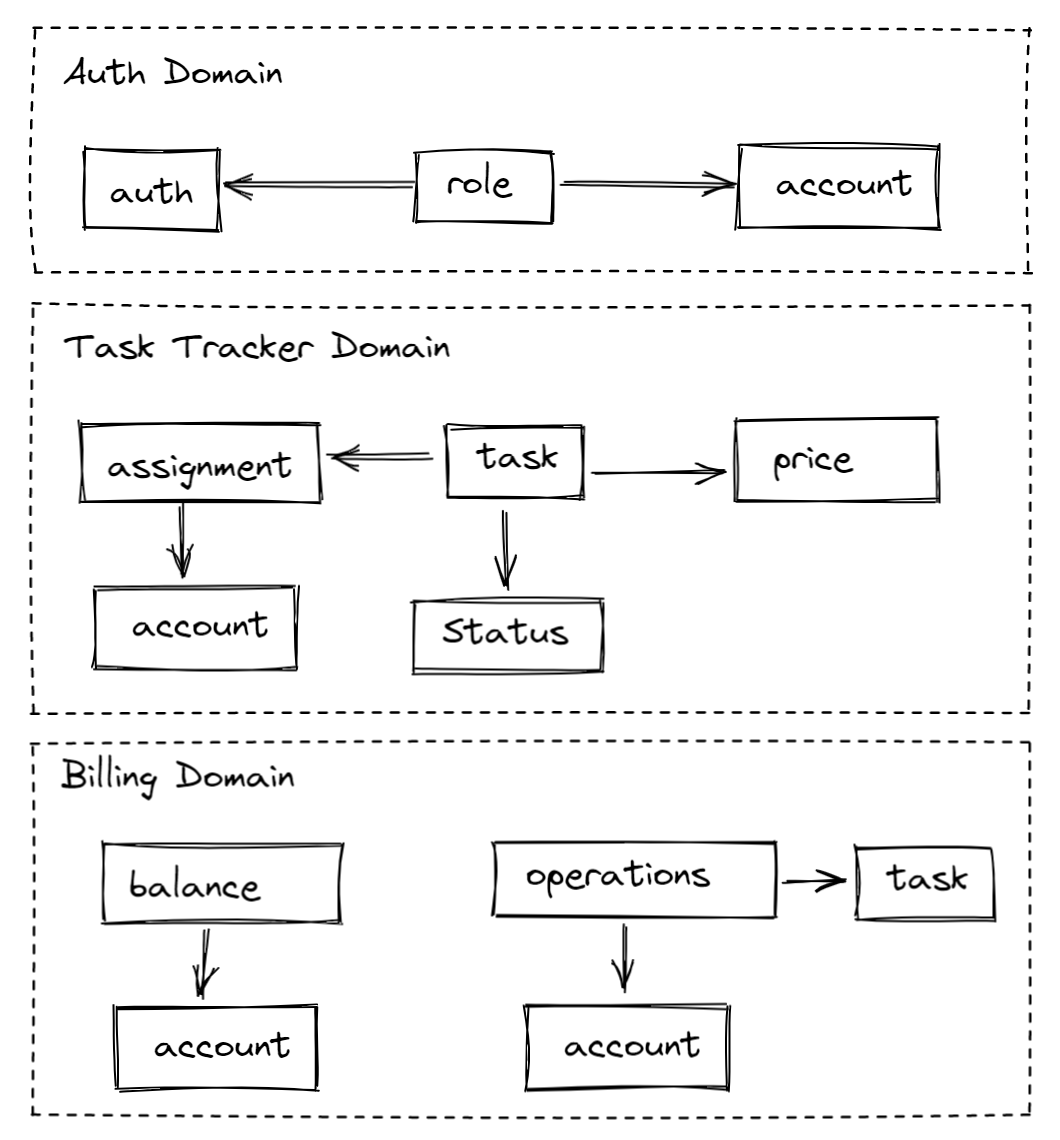 Auth Domain
auth
role
account
Task Tracker Domain
assignment
task
price
account
Status
Billing Domain
balance
operations
task
account
account